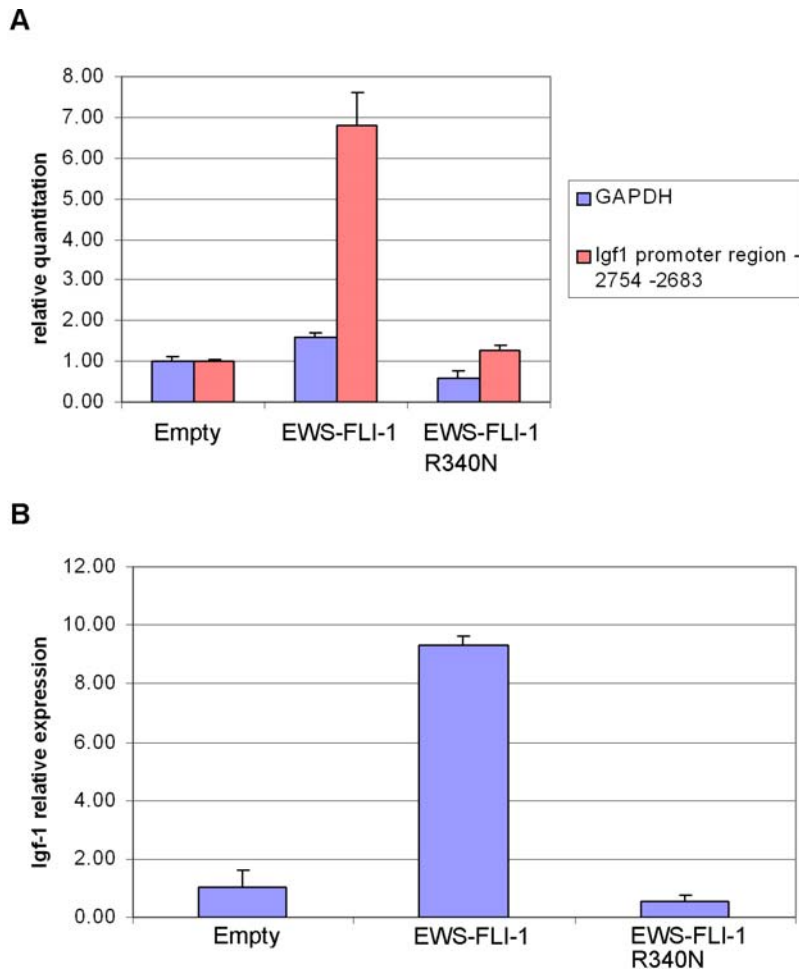 A
8.00
7.00
6.00
5.00
4.00
3.00
2.00
1.00
0.00
relative quantitation
Empty
EWS-FLI-1
EWS-FLI-1
R340N
GAPDH
Igf1 promoter region -
2754 -2683
B
12.00
10.00
8.00
6.00
4.00
2.00
0.00
Igf-1 relative expression
Empty
EWS-FLI-1
EWS-FLI-1
R340N